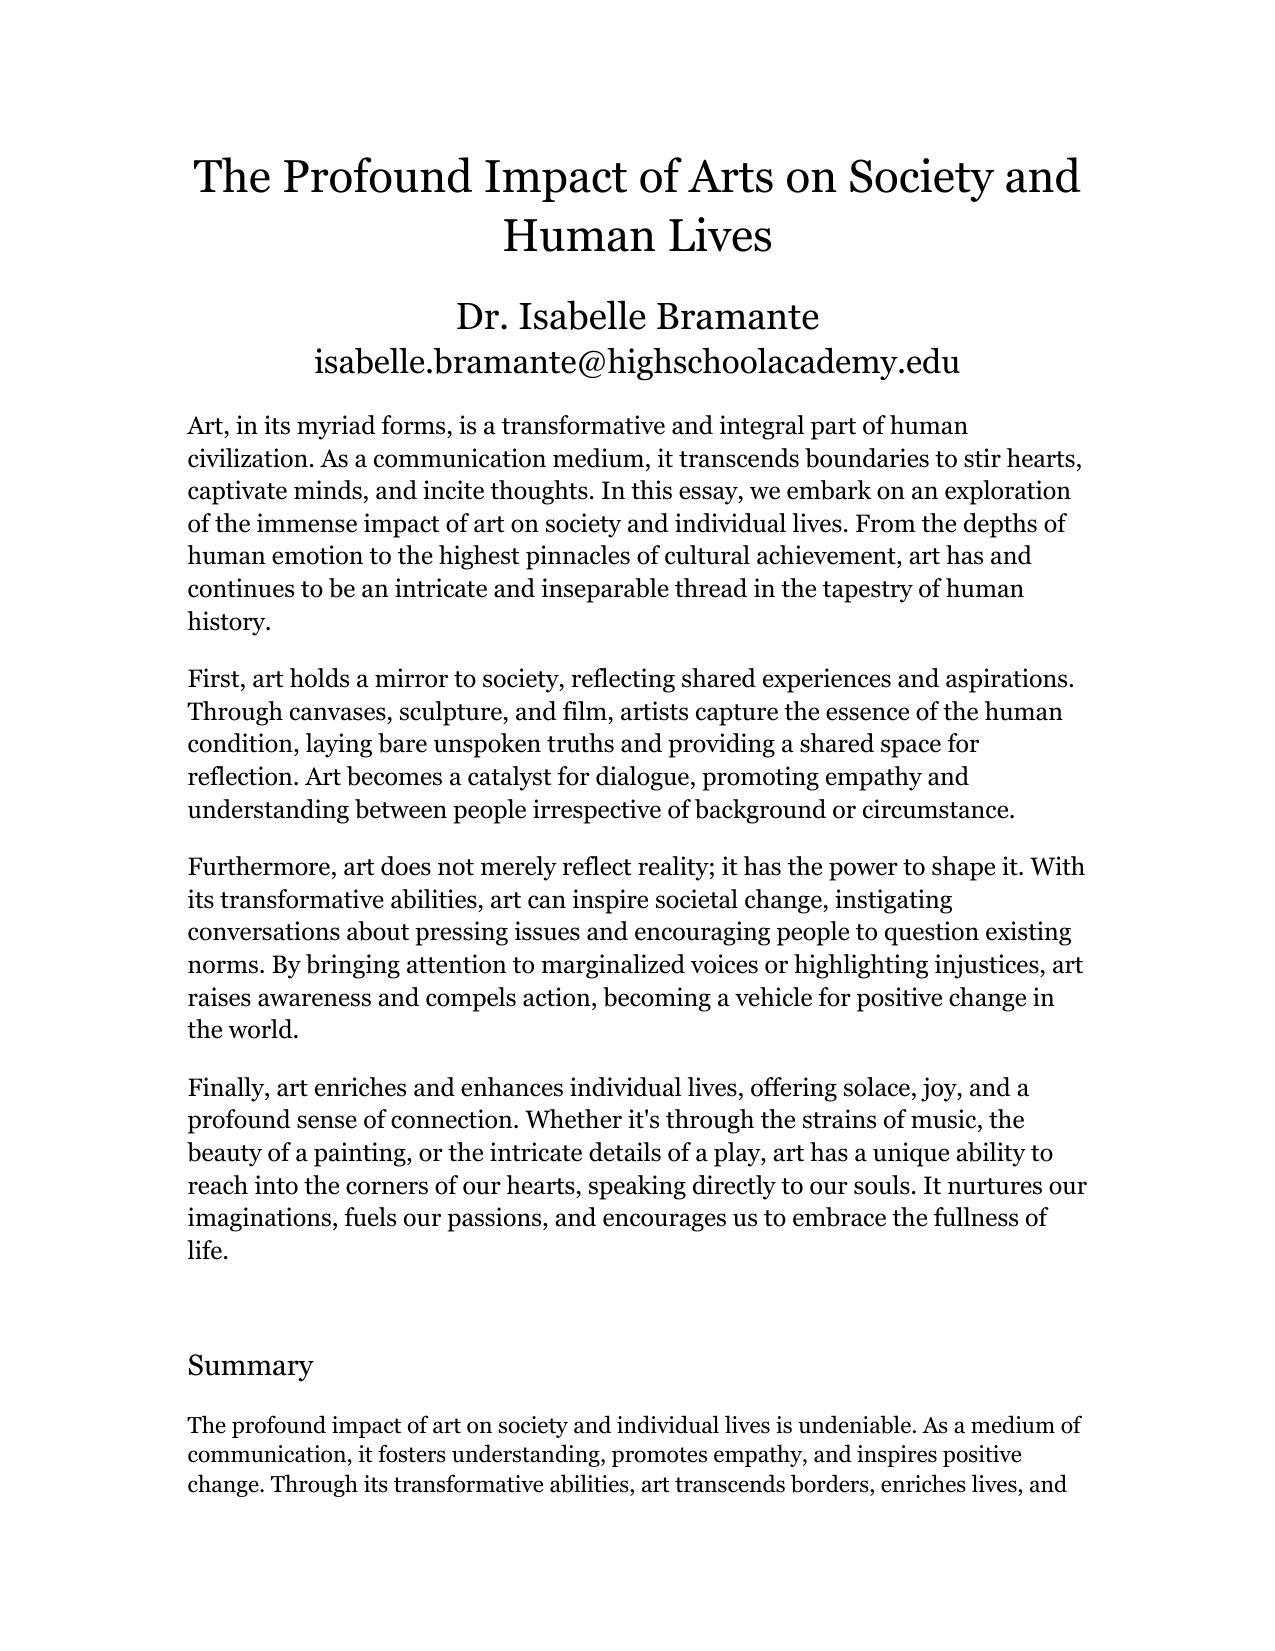 The Profound Impact of Arts on Society and
Human Lives
Dr. Isabelle Bramante
isabelle.bramante@highschoolacademy.edu
Art, in its myriad forms, is a transformative and integral part of human
civilization. As a communication medium, it transcends boundaries to stir hearts,
captivate minds, and incite thoughts. In this essay, we embark on an exploration
of the immense impact of art on society and individual lives. From the depths of
human emotion to the highest pinnacles of cultural achievement, art has and
continues to be an intricate and inseparable thread in the tapestry of human
history.
First, art holds a mirror to society, reflecting shared experiences and aspirations.
Through canvases, sculpture, and film, artists capture the essence of the human
condition, laying bare unspoken truths and providing a shared space for
reflection. Art becomes a catalyst for dialogue, promoting empathy and
understanding between people irrespective of background or circumstance.
Furthermore, art does not merely reflect reality; it has the power to shape it. With
its transformative abilities, art can inspire societal change, instigating
conversations about pressing issues and encouraging people to question existing
norms. By bringing attention to marginalized voices or highlighting injustices, art
raises awareness and compels action, becoming a vehicle for positive change in
the world.
Finally, art enriches and enhances individual lives, offering solace, joy, and a
profound sense of connection. Whether it's through the strains of music, the
beauty of a painting, or the intricate details of a play, art has a unique ability to
reach into the corners of our hearts, speaking directly to our souls. It nurtures our
imaginations, fuels our passions, and encourages us to embrace the fullness of
life.
Summary
The profound impact of art on society and individual lives is undeniable. As a medium of
communication, it fosters understanding, promotes empathy, and inspires positive
change. Through its transformative abilities, art transcends borders, enriches lives, and